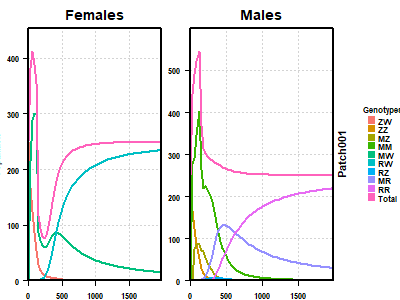 Females
Males
400
300
200
100
0
0
500
1000
1500
500
400
300
200
100
0
0
500
1000
1500
Patch001
Genotypes
ZW
ZZ
MZ
MM
MW
RW
RZ
MR
RR
Total